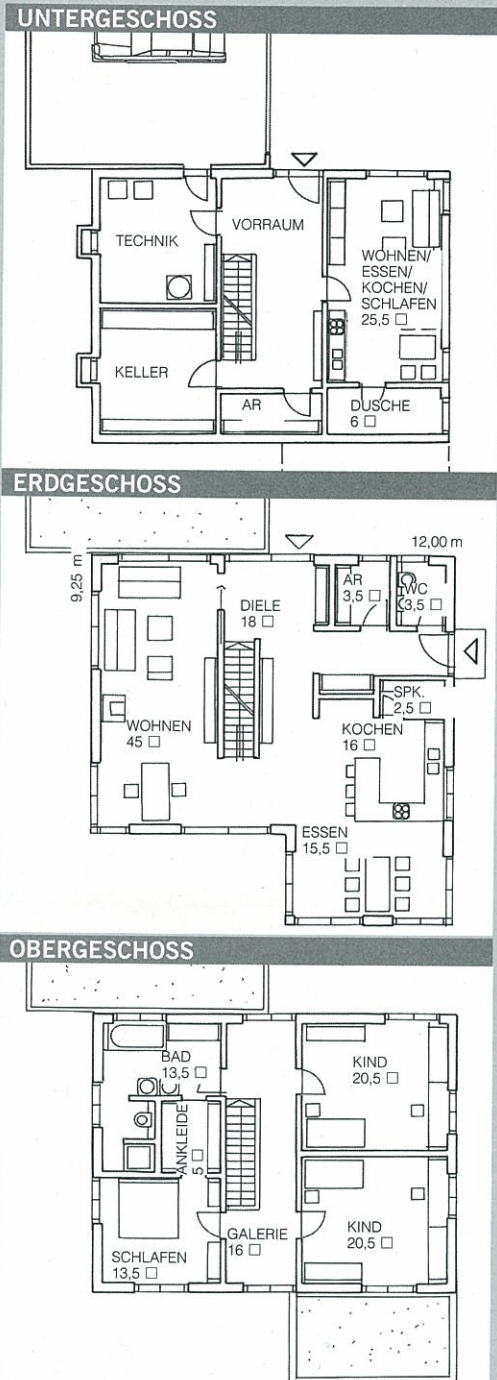 UNTERGESCHOSS
TECHNIK
VORRAUM
WOHNEN/
ESSEN/
KOCHEN/
SCHLAFEN
25,5 □
KELLER
AR
DUSCHE
6 □
ERDGESCHOSS
12,00 m
9,25 m
DIELE
18 □
AR
3,5 □
WC
3,5 □
SPK.
2,5 □
WOHNEN
45 □
KOCHEN
16 □
ESSEN
15,5 □
OBERGESCHOSS
BAD
13,5 □
KIND
20,5 □
ANKLEIDE
5 □
GALERIE
16 □
KIND
20,5 □
SCHLAFEN
13,5 □